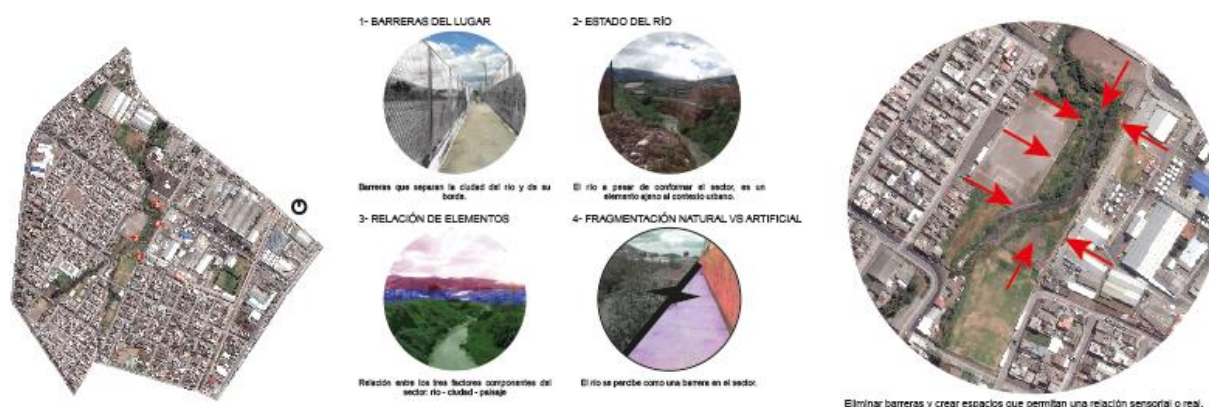 1- BARRERAS DEL LUGAR
Barreras que separan la ciudad del río y de su
borde.
2- ESTADO DEL RÍO
El río a pesar de conformar el sector, es un
elemento ajeno al contexto urbano.
3- RELACIÓN DE ELEMENTOS
Relación entre los tres factores componentes del
sector: río - ciudad - paisaje
4- FRAGMENTACIÓN NATURAL VS ARTIFICIAL
El río se percibe como una barrera en el sector.
Eliminar barreras y crear espacios que permitan una relación sensorial o real.